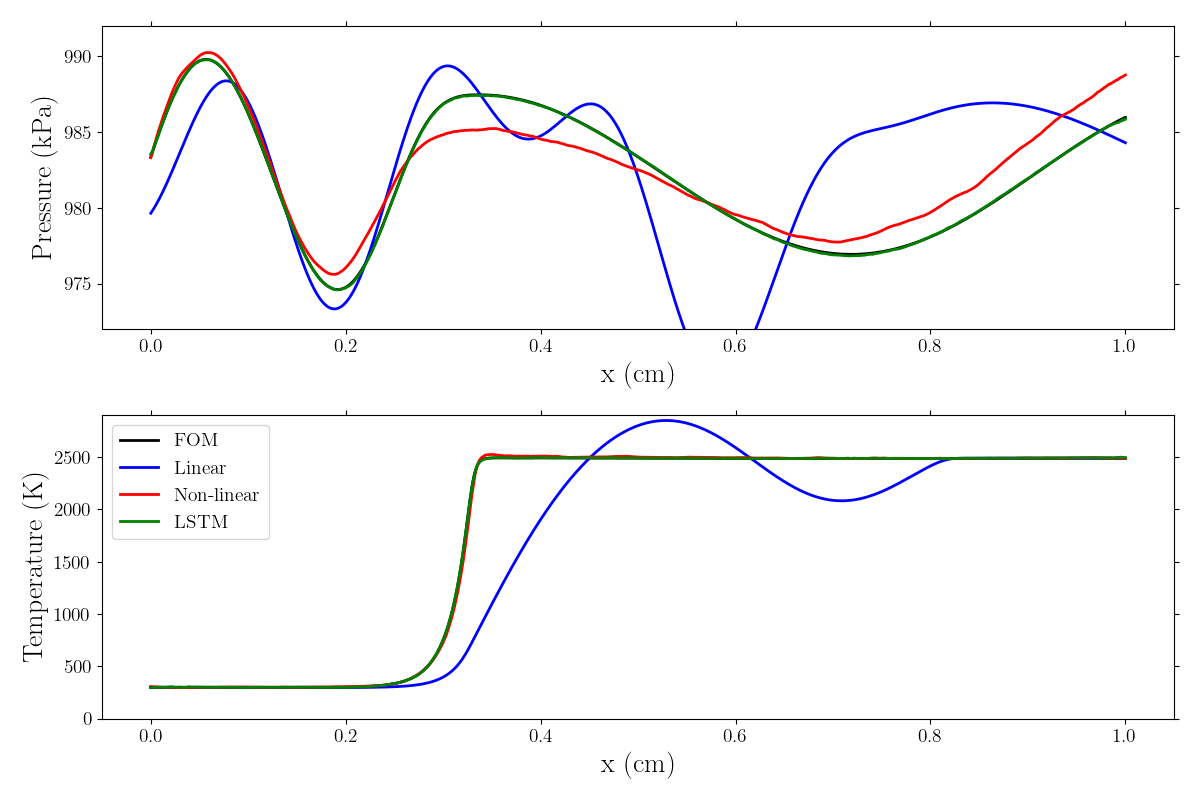 990
985
980
975
Pressure (kPa)
0.0 0.2 0.4 0.6 0.8 1.0
x (cm)
FOM
Linear
Non-linear
LSTM
2500
2000
1500
1000
500
0
Temperature (K)
0.0 0.2 0.4 0.6 0.8 1.0
x (cm)